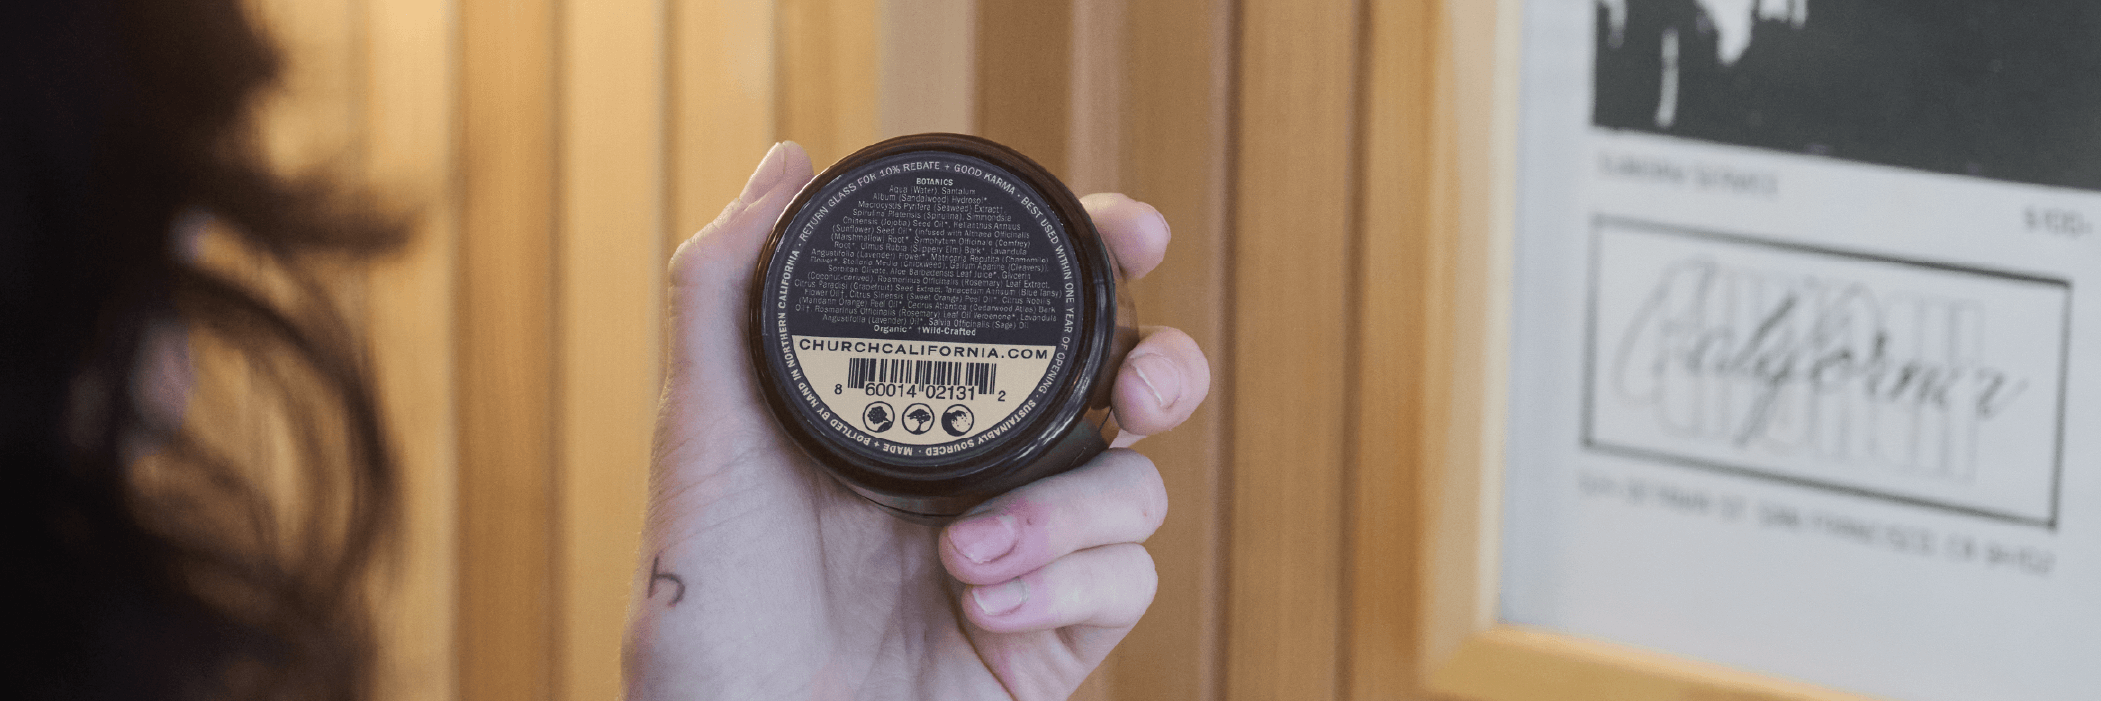 RETURN GLASS FOR 10% REBATE + GOOD KARMA · BEST USED WITHIN ONE YEAR OF OPENING · SUSTAINABLY SOURCED · MADE + BOTTLED BY HAND IN NORTHERN CALIFORNIA ·
BOTANICS
Aqua (Water), Santalum
Album (Sandalwood) Hydrosol*,
Macrocystis Pyrifera (Seaweed) Extract†,
Spirulina Platensis (Spirulina), Simmondsia
Chinensis (Jojoba) Seed Oil*, Helianthus Annuus
(Sunflower) Seed Oil* (infused with Althaea Officinalis
(Marshmallow) Root*, Symphytum Officinale (Comfrey)
Root*, Ulmus Rubra (Slippery Elm) Bark*, Lavandula
Angustifolia (Lavender) Flower*, Matricaria Recutita (Chamomile)
Flower*, Stellaria Media (Chickweed), Galium Aparine (Cleavers),
Sorbitan Olivate, Aloe Barbadensis Leaf Juice*, Glycerin
(Coconut-derived), Rosmarinus Officinalis (Rosemary) Leaf Extract,
Citrus Paradisi (Grapefruit) Seed Extract, Tanacetum Annuum (Blue Tansy)
Flower Oil†, Citrus Sinensis (Sweet Orange) Peel Oil*, Citrus Nobilis
(Mandarin Orange) Peel Oil*, Cedrus Atlantica (Cedarwood Atlas) Bark
Oil†, Rosmarinus Officinalis (Rosemary) Leaf Oil Verbenone*, Lavandula
Angustifolia (Lavender) Oil*, Salvia Officinalis (Sage) Oil
Organic* †Wild-Crafted
CHURCHCALIFORNIA.COM
8 60014 02131 2
h
$100-
California
SAN FRANCISCO, CA